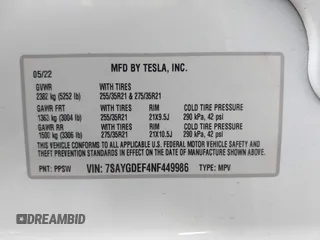 MFD BY TESLA, INC.
05/22
GVWR WITH TIRES
2382 kg (5252 lb) 255/35R21 & 275/35R21
GAWR FRT WITH TIRES RIM COLD TIRE PRESSURE
1363 kg (3004 lb) 255/35R21 21X9.5J 290 kPa, 42 psi
GAWR RR WITH TIRES RIM COLD TIRE PRESSURE
1500 kg (3306 lb) 275/35R21 21X10.5J 290 kPa, 42 psi
THIS VEHICLE CONFORMS TO ALL APPLICABLE U.S. FEDERAL MOTOR VEHICLE SAFETY
AND THEFT PREVENTION STANDARDS IN EFFECT ON THE DATE OF MANUFACTURE SHOWN ABOVE.
PNT: PPSW VIN: 7SAYGDEF4NF449986 TYPE: MPV
DREAMBID